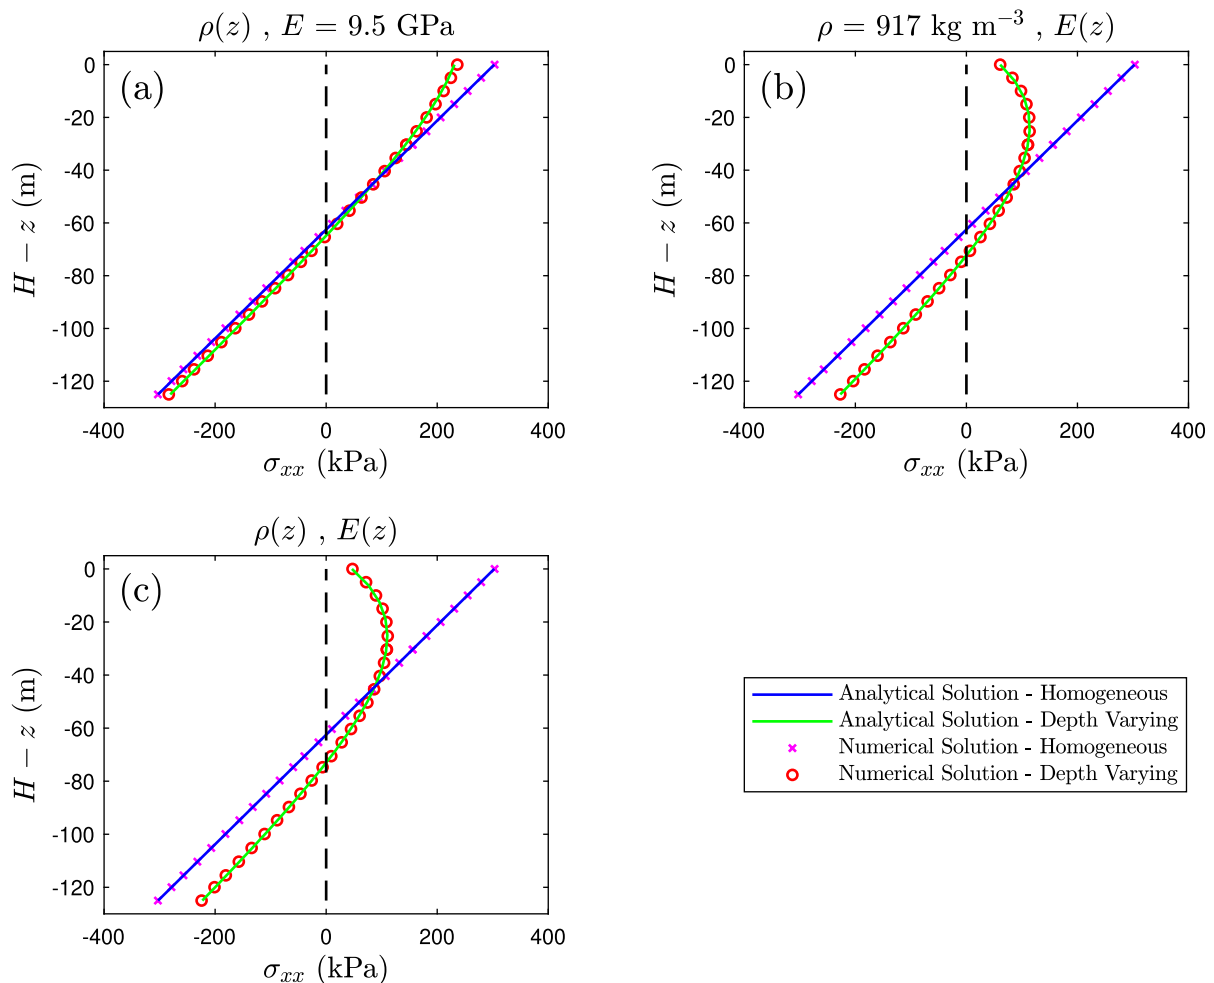 ρ(z) , E = 9.5 GPa
(a)
0
-20
-40
-60
-80
-100
-120
H − z (m)
-400 -200 0 200 400
σxx (kPa)
ρ = 917 kg m⁻³ , E(z)
(b)
0
-20
-40
-60
-80
-100
-120
H − z (m)
-400 -200 0 200 400
σxx (kPa)
ρ(z) , E(z)
(c)
0
-20
-40
-60
-80
-100
-120
H − z (m)
-400 -200 0 200 400
σxx (kPa)
Analytical Solution - Homogeneous
Analytical Solution - Depth Varying
Numerical Solution - Homogeneous
Numerical Solution - Depth Varying